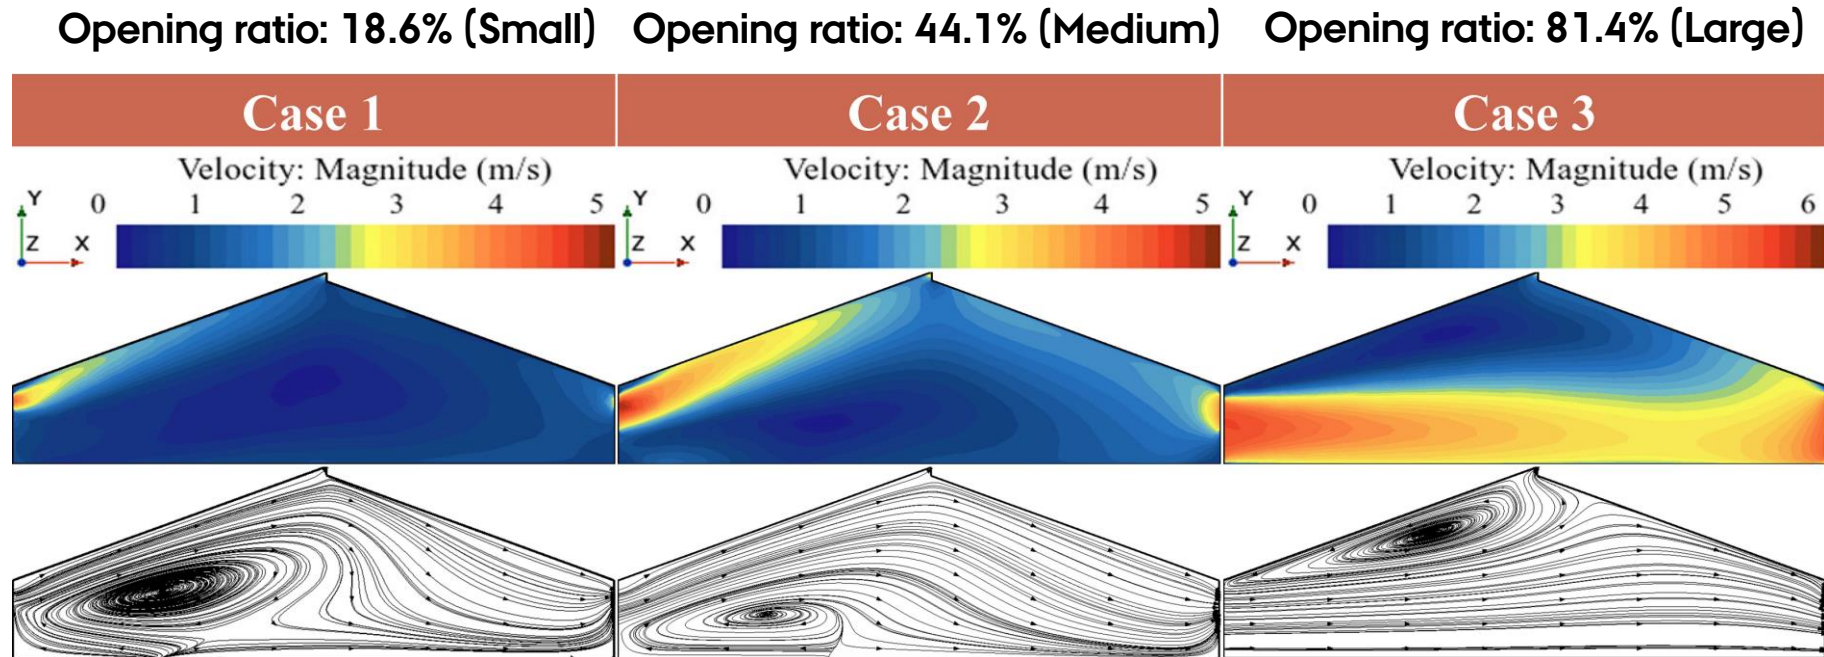 Opening ratio: 18.6% (Small) Opening ratio: 44.1% (Medium) Opening ratio: 81.4% (Large)
Case 1 Case 2 Case 3
Velocity: Magnitude (m/s) Velocity: Magnitude (m/s) Velocity: Magnitude (m/s)
Y 0 1 2 3 4 5 Y 0 1 2 3 4 5 Y 0 1 2 3 4 5 6
Z X Z X Z X